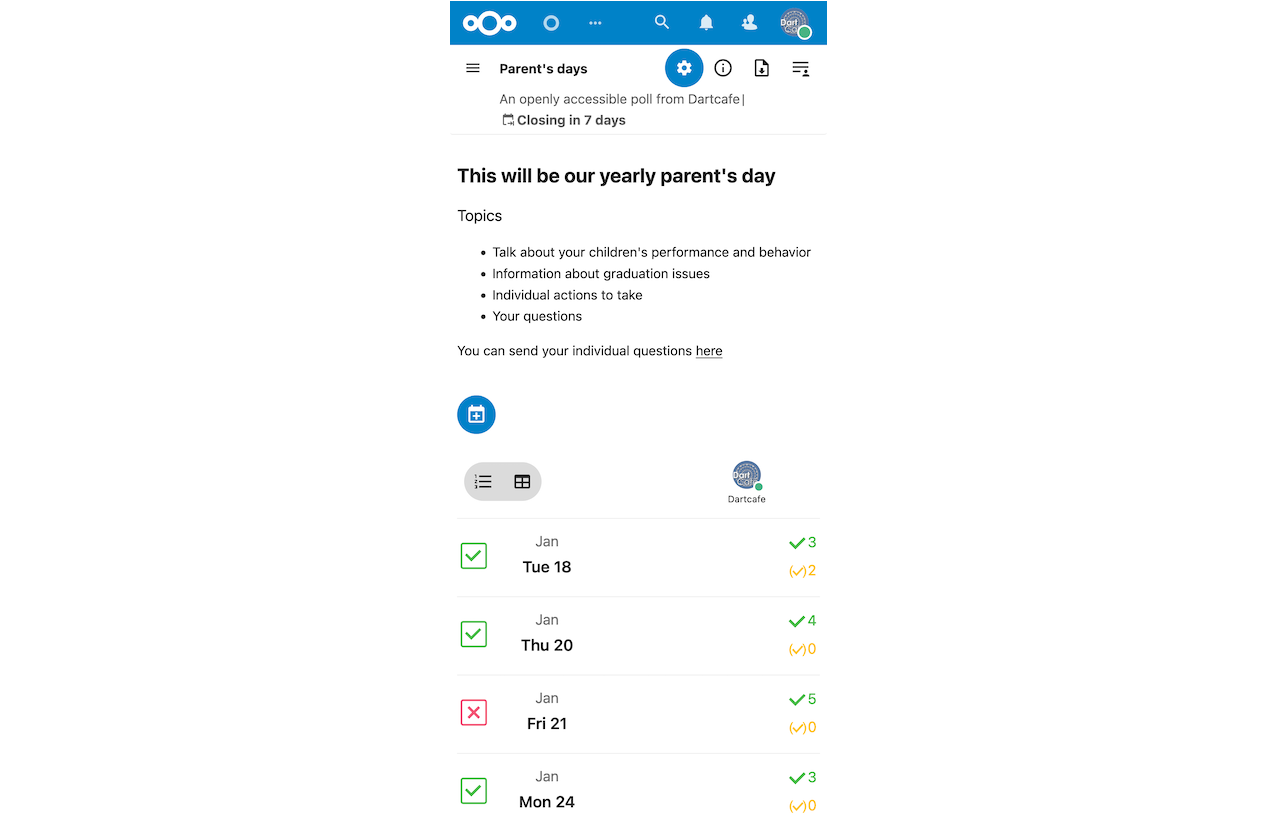 Parent's days
An openly accessible poll from Dartcafe|
Closing in 7 days
This will be our yearly parent's day
Topics
• Talk about your children's performance and behavior
• Information about graduation issues
• Individual actions to take
• Your questions
You can send your individual questions here
Dartcafe
Jan
3
Tue 18
(✓)2
Jan
4
Thu 20
(✓)0
Jan
5
Fri 21
(✓)0
Jan
3
Mon 24
(✓)0